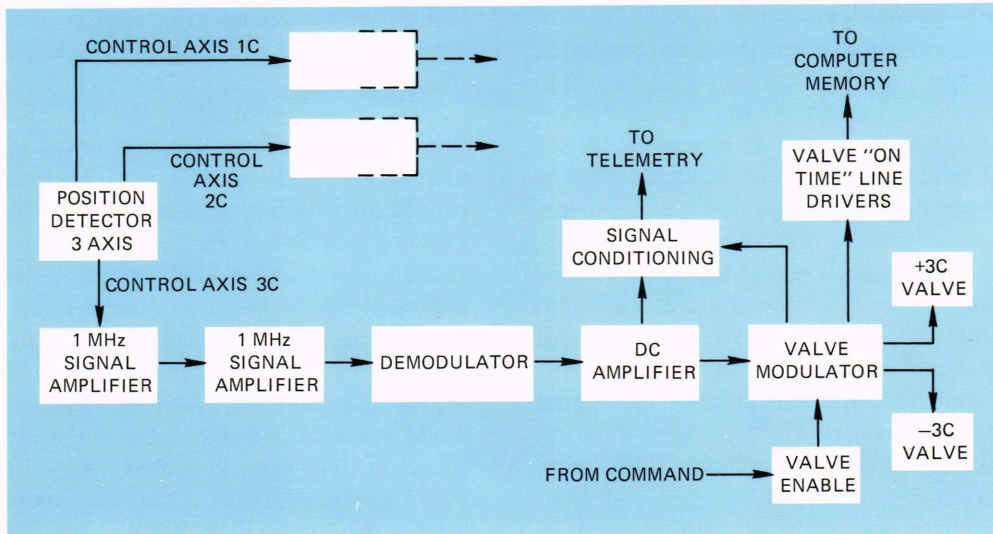 CONTROL AXIS 1C
CONTROL
AXIS
2C
POSITION
DETECTOR
3 AXIS
CONTROL AXIS 3C
1 MHz
SIGNAL
AMPLIFIER
1 MHz
SIGNAL
AMPLIFIER
DEMODULATOR
DC
AMPLIFIER
SIGNAL
CONDITIONING
TO
TELEMETRY
VALVE
MODULATOR
VALVE "ON
TIME" LINE
DRIVERS
TO
COMPUTER
MEMORY
+3C
VALVE
−3C
VALVE
FROM COMMAND
VALVE
ENABLE